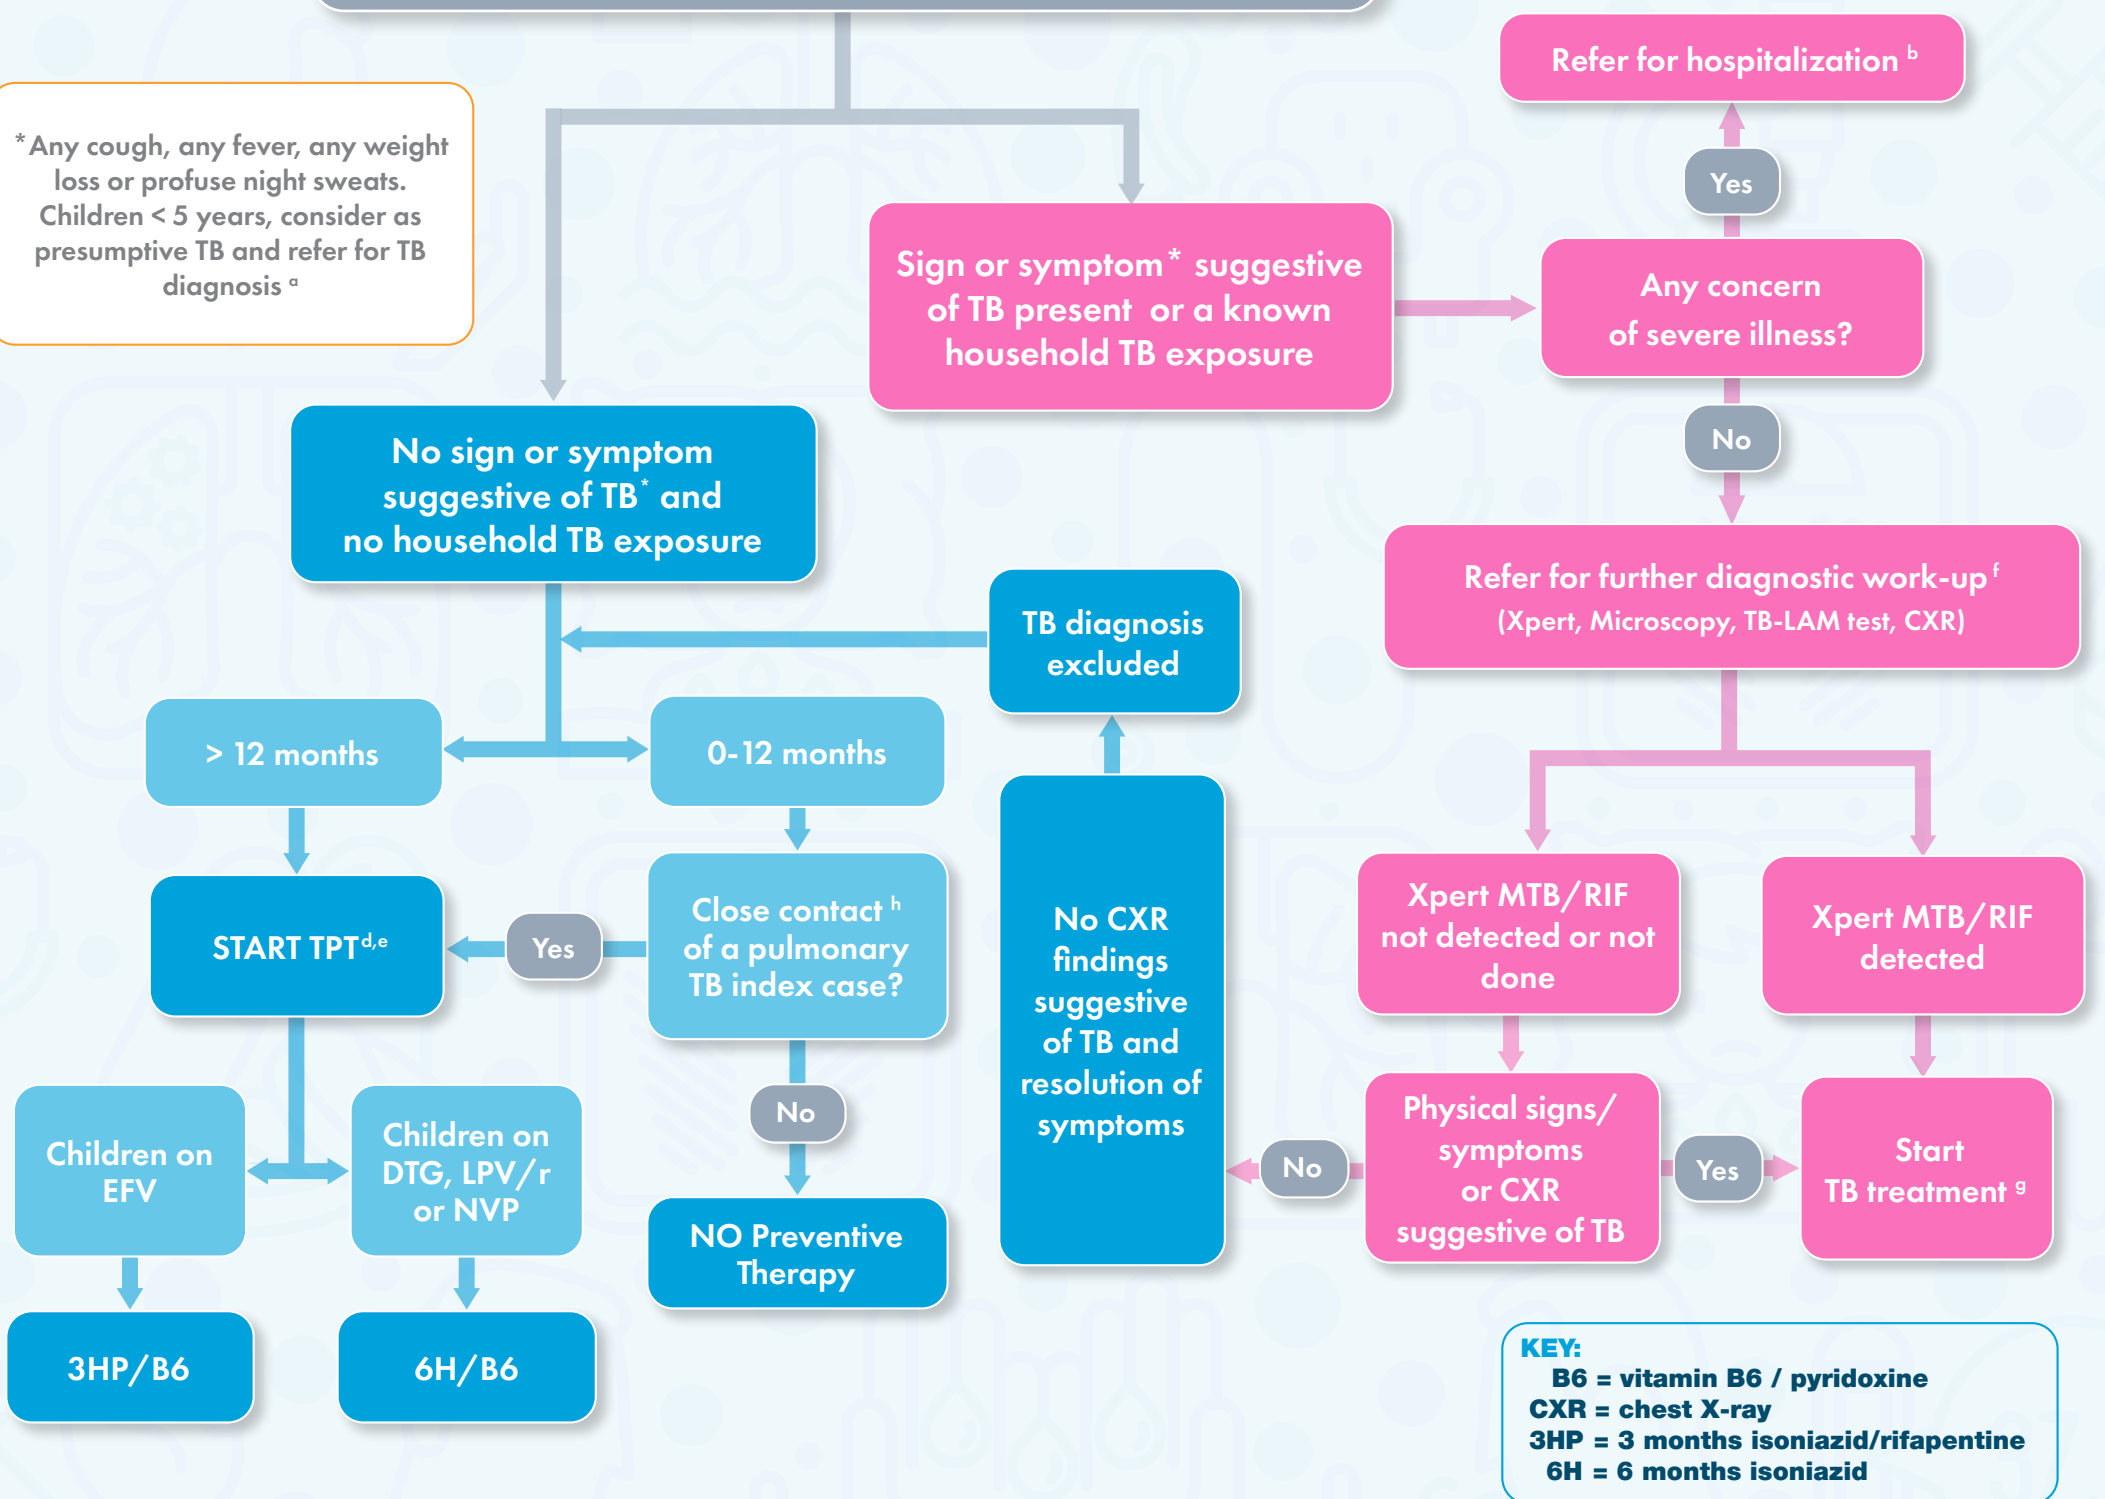 Refer for hospitalization b
*Any cough, any fever, any weight
loss or profuse night sweats.
Children < 5 years, consider as
presumptive TB and refer for TB
diagnosis a
Yes
Sign or symptom* suggestive
of TB present or a known
household TB exposure
Any concern
of severe illness?
No
No sign or symptom
suggestive of TB* and
no household TB exposure
Refer for further diagnostic work-up f
(Xpert, Microscopy, TB-LAM test, CXR)
TB diagnosis
excluded
> 12 months
0-12 months
START TPT d,e
Yes
Close contact h
of a pulmonary
TB index case?
No CXR
findings
suggestive
of TB and
resolution of
symptoms
Xpert MTB/RIF
not detected or not
done
Xpert MTB/RIF
detected
Children on
EFV
Children on
DTG, LPV/r
or NVP
No
NO Preventive
Therapy
No
Physical signs/
symptoms
or CXR
suggestive of TB
Yes
Start
TB treatment g
3HP/B6
6H/B6
KEY:
B6 = vitamin B6 / pyridoxine
CXR = chest X-ray
3HP = 3 months isoniazid/rifapentine
6H = 6 months isoniazid